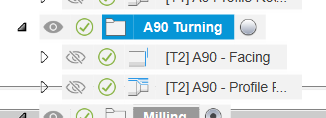 A90 Turning
[T2] A90 - Facing
[T2] A90 - Profile F...
Milling